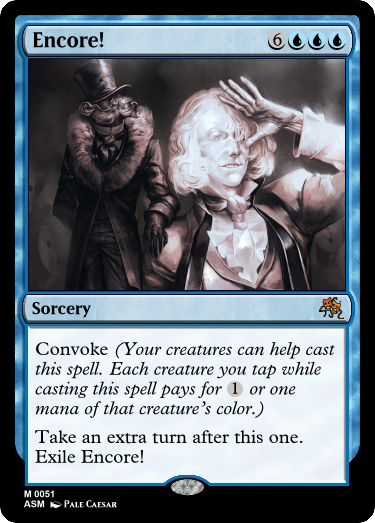 Encore! 6
Sorcery
Convoke (Your creatures can help cast
this spell. Each creature you tap while
casting this spell pays for 1 or one
mana of that creature's color.)
Take an extra turn after this one.
Exile Encore!
M 0051
ASM Pale Caesar